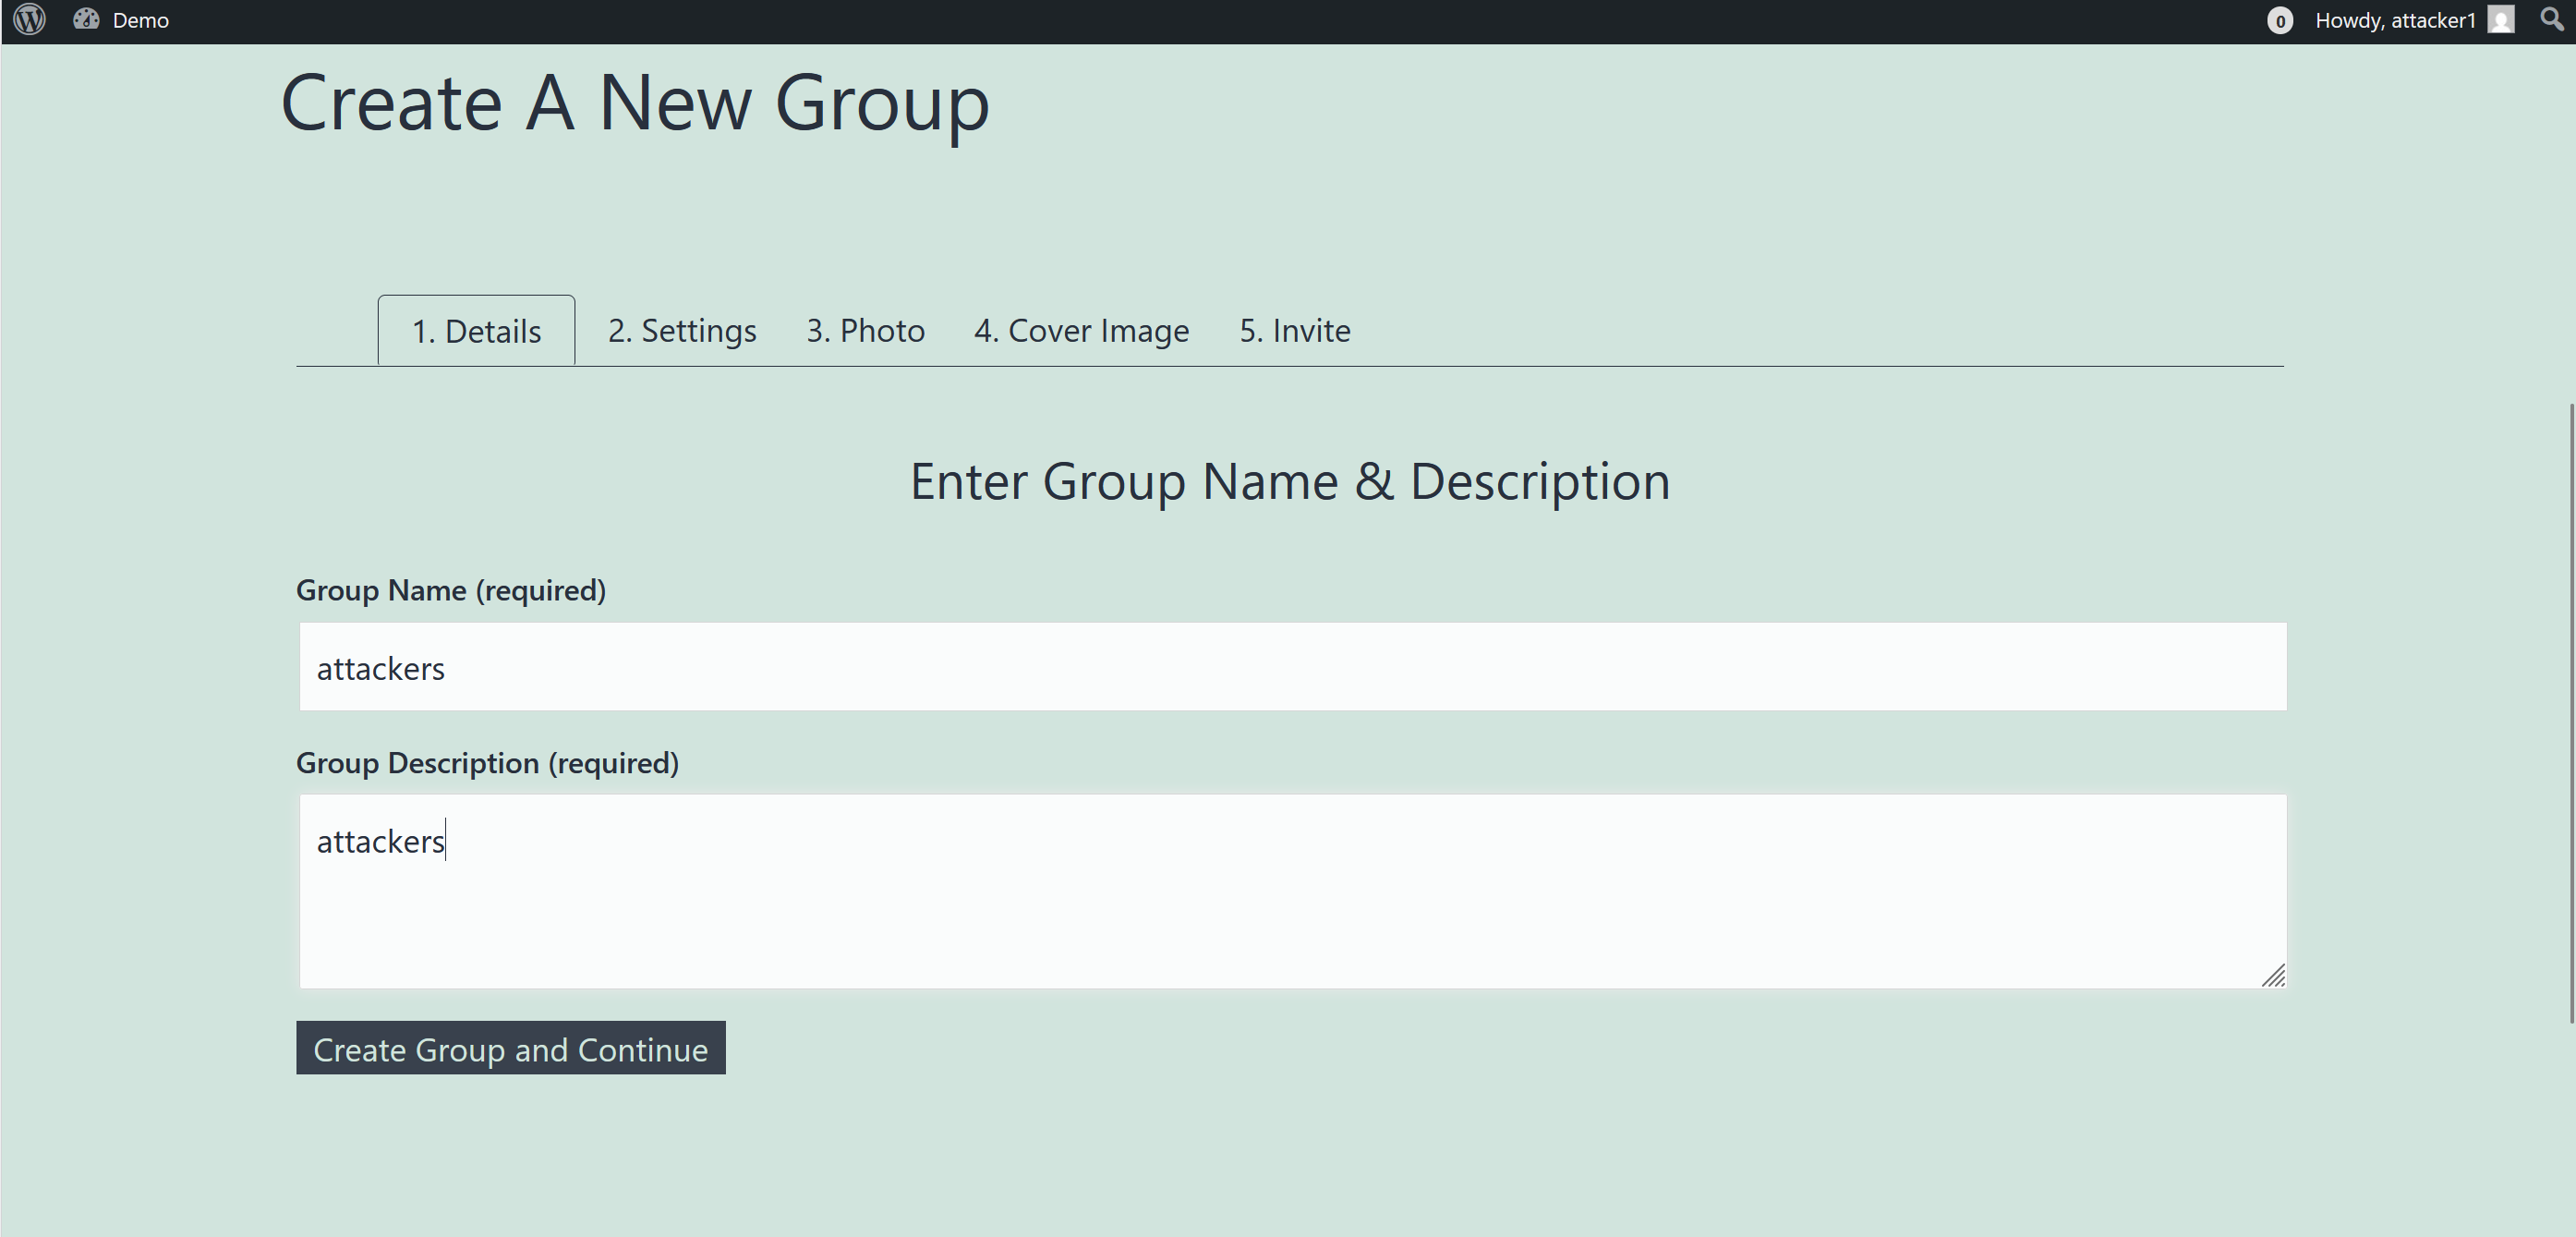 Demo
0 Howdy, attacker1
Create A New Group
1. Details 2. Settings 3. Photo 4. Cover Image 5. Invite
Enter Group Name & Description
Group Name (required)
attackers
Group Description (required)
attackers
Create Group and Continue